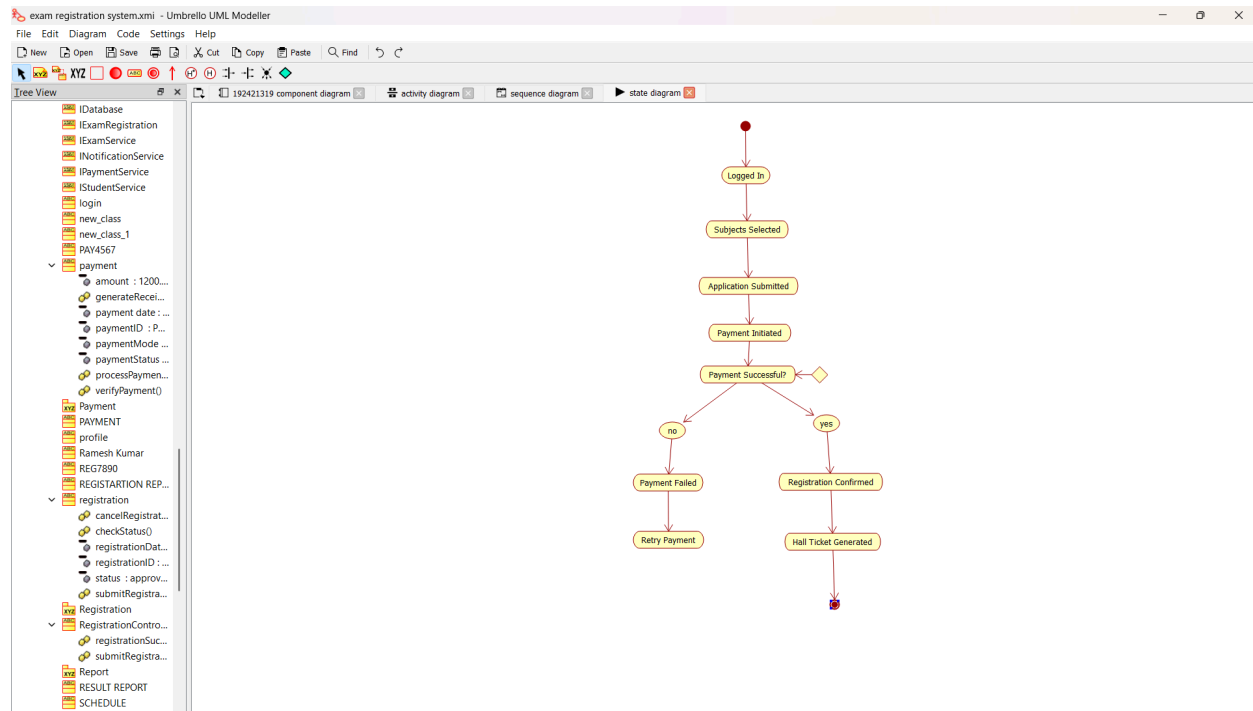 exam registration system.xmi - Umbrello UML Modeller
File Edit Diagram Code Settings Help
New Open Save Cut Copy Paste Find
XYZ XYZ XYZ ABC H* H
Tree View
192421319 component diagram activity diagram sequence diagram state diagram
IDatabase
IExamRegistration
IExamService
INotificationService
IPaymentService
IStudentService
login
new_class
new_class_1
PAY4567
payment
amount : 1200....
generateRecei...
payment date : ...
paymentID : P...
paymentMode ...
paymentStatus ...
processPaymen...
verifyPayment()
Payment
PAYMENT
profile
Ramesh Kumar
REG7890
REGISTARTION REP...
registration
cancelRegistrat...
checkStatus()
registrationDat...
registrationID : ...
status : approv...
submitRegistra...
Registration
RegistrationContro...
registrationSuc...
submitRegistra...
Report
RESULT REPORT
SCHEDULE
Logged In
Subjects Selected
Application Submitted
Payment Initiated
Payment Successful?
no
yes
Payment Failed
Registration Confirmed
Retry Payment
Hall Ticket Generated